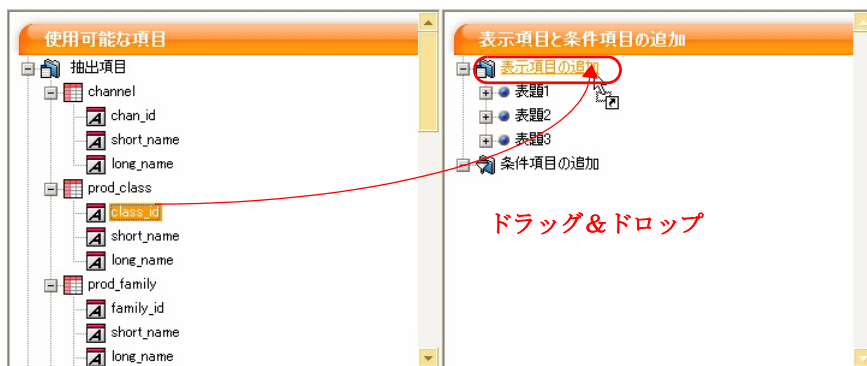 使用可能な項目
抽出項目
channel
chan_id
short_name
long_name
prod_class
class_id
short_name
long_name
prod_family
family_id
short_name
long_name
表示項目と条件項目の追加
表示項目の追加
表題1
表題2
表題3
条件項目の追加
ドラッグ＆ドロップ